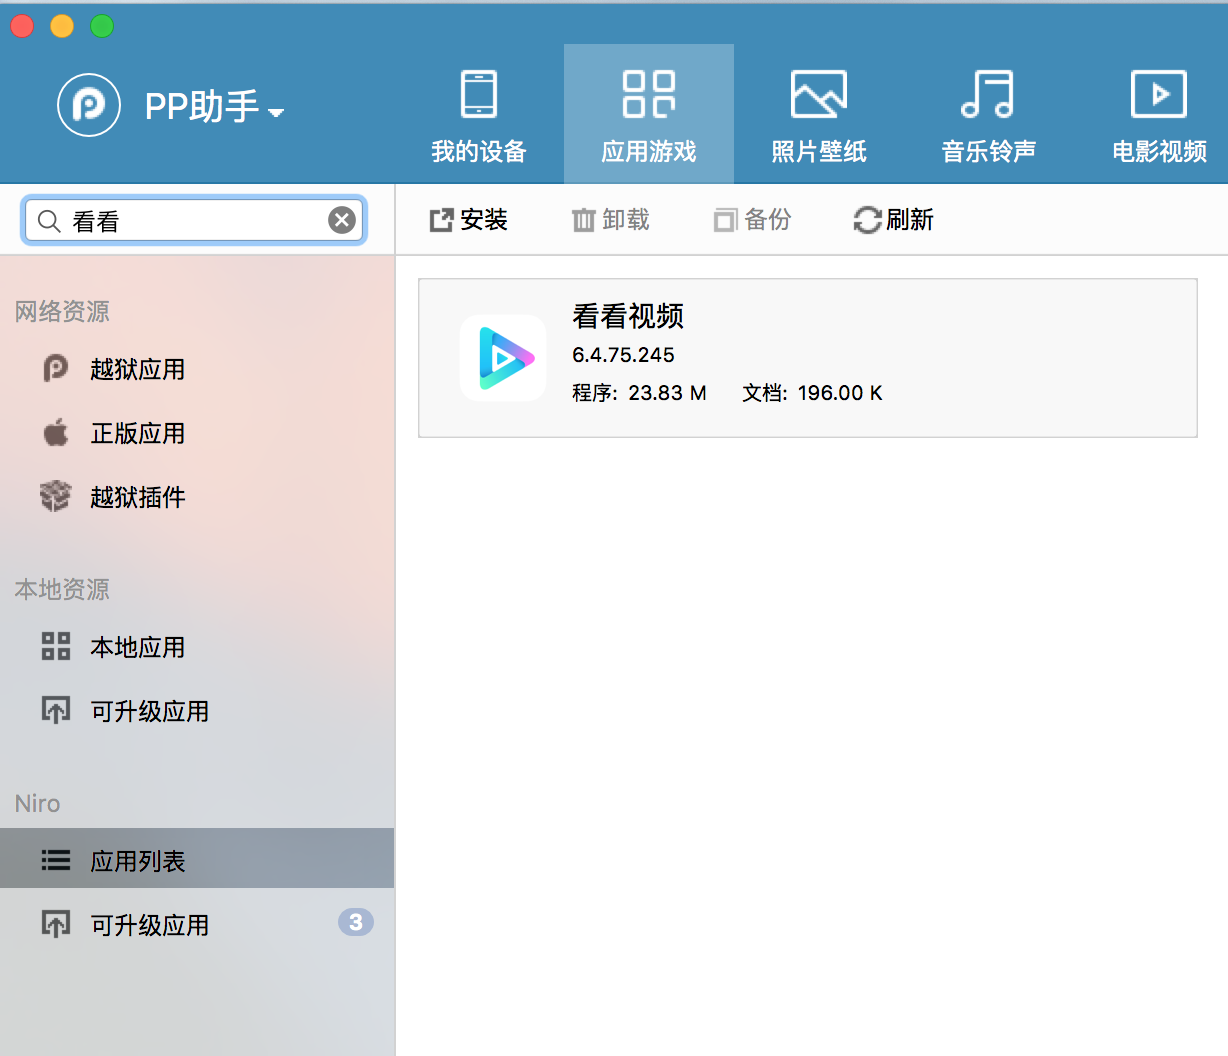 PP助手
我的设备
应用游戏
照片壁纸
音乐铃声
电影视频
看看
安装
卸载
备份
刷新
网络资源
越狱应用
正版应用
越狱插件
本地资源
本地应用
可升级应用
Niro
应用列表
可升级应用
3
看看视频
6.4.75.245
程序: 23.83 M 文档: 196.00 K